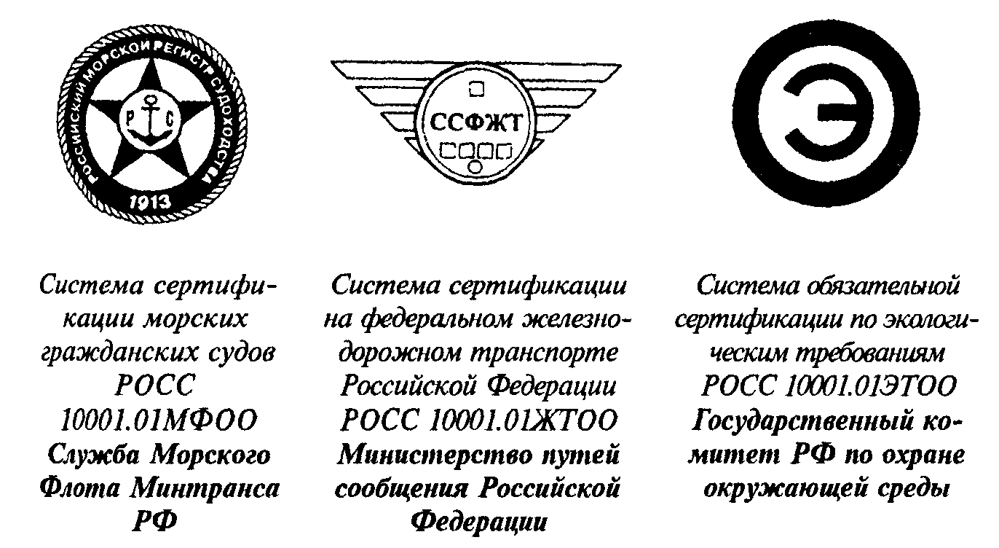 РОССИЙСКИЙ МОРСКОЙ РЕГИСТР СУДОХОДСТВА
Р С
1913
ССФЖТ
Э
Система сертифи-
кации морских
гражданских судов
РОСС
10001.01МФОО
Служба Морского
Флота Минтранса
РФ
Система сертификации
на федеральном железно-
дорожном транспорте
Российской Федерации
РОСС 10001.01ЖТОО
Министерство путей
сообщения Российской
Федерации
Система обязательной
сертификации по экологи-
ческим требованиям
РОСС 10001.01ЭТОО
Государственный ко-
митет РФ по охране
окружающей среды